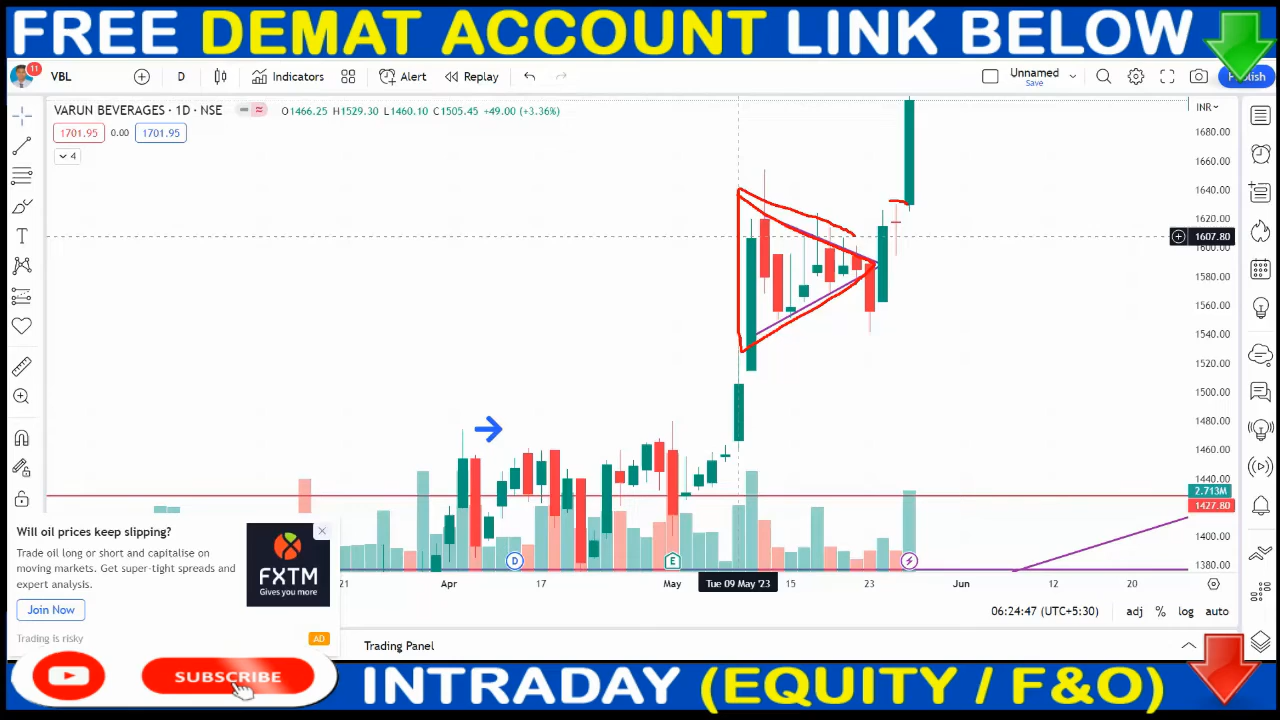 FREE DEMAT ACCOUNT LINK BELOW
11
VBL
D
Indicators
Alert
Replay
Unnamed
Save
Publish
VARUN BEVERAGES · 1D · NSE
O1466.25 H1529.30 L1460.10 C1505.45 +49.00 (+3.36%)
INR
1701.95 0.00 1701.95
4
1680.00
1660.00
1640.00
1620.00
1607.80
1600.00
1580.00
1560.00
1540.00
1520.00
1500.00
1480.00
1460.00
1440.00
2.713M
1427.80
1400.00
1380.00
D
E
21
Apr
17
May
Tue 09 May '23
15
23
Jun
12
20
Will oil prices keep slipping?
Trade oil long or short and capitalise on
moving markets. Get super-tight spreads and
expert analysis.
FXTM
Gives you more
Join Now
Trading is risky
AD
06:24:47 (UTC+5:30)
adj % log auto
Trading Panel
SUBSCRIBE
INTRADAY (EQUITY / F&O)